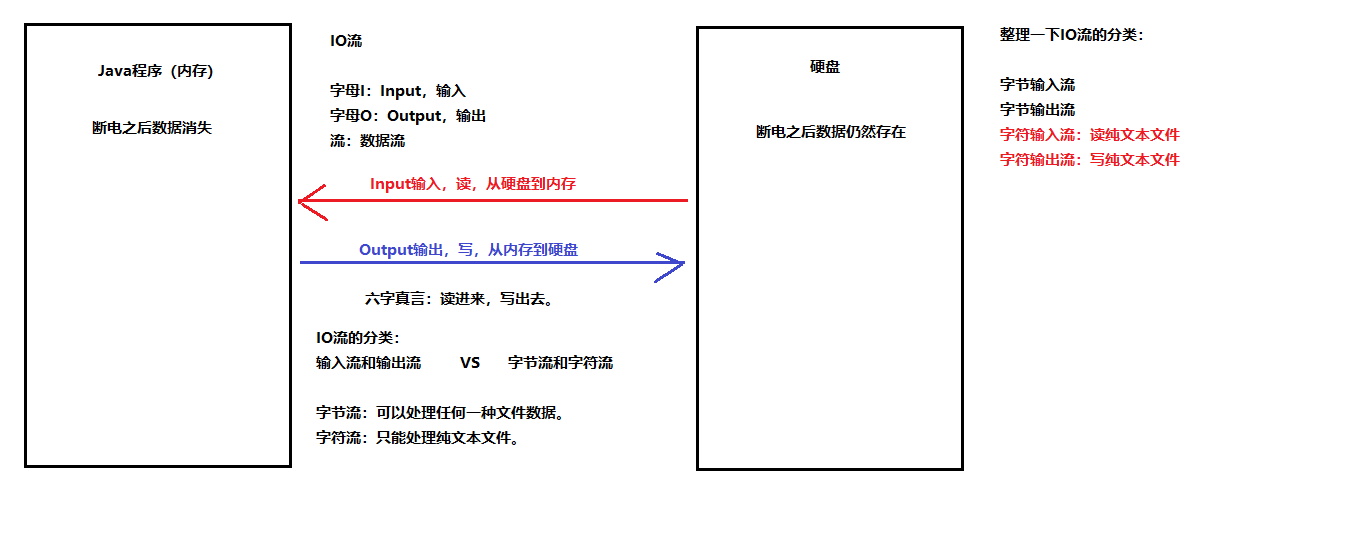 Java程序（内存）
断电之后数据消失
IO流
字母I：Input，输入
字母O：Output，输出
流：数据流
Input输入，读，从硬盘到内存
Output输出，写，从内存到硬盘
六字真言：读进来，写出去。
IO流的分类：
输入流和输出流 VS 字节流和字符流
字节流：可以处理任何一种文件数据。
字符流：只能处理纯文本文件。
硬盘
断电之后数据仍然存在
整理一下IO流的分类：
字节输入流
字节输出流
字符输入流：读纯文本文件
字符输出流：写纯文本文件